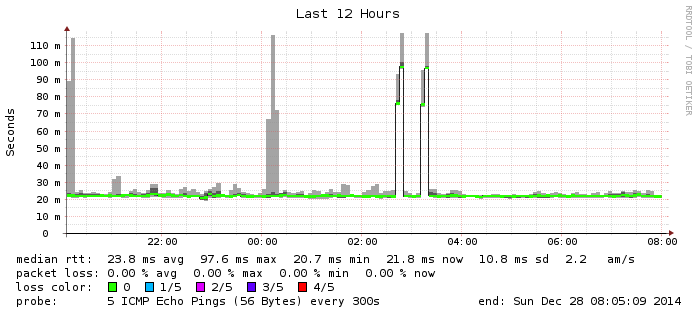 Last 12 Hours
RRDTOOL / TOBI OETIKER
Seconds
110 m
100 m
90 m
80 m
70 m
60 m
50 m
40 m
30 m
20 m
10 m
0
22:00 00:00 02:00 04:00 06:00 08:00
median rtt: 23.8 ms avg 97.6 ms max 20.7 ms min 21.8 ms now 10.8 ms sd 2.2 am/s
packet loss: 0.00 % avg 0.00 % max 0.00 % min 0.00 % now
loss color: 0 1/5 2/5 3/5 4/5
probe: 5 ICMP Echo Pings (56 Bytes) every 300s end: Sun Dec 28 08:05:09 2014